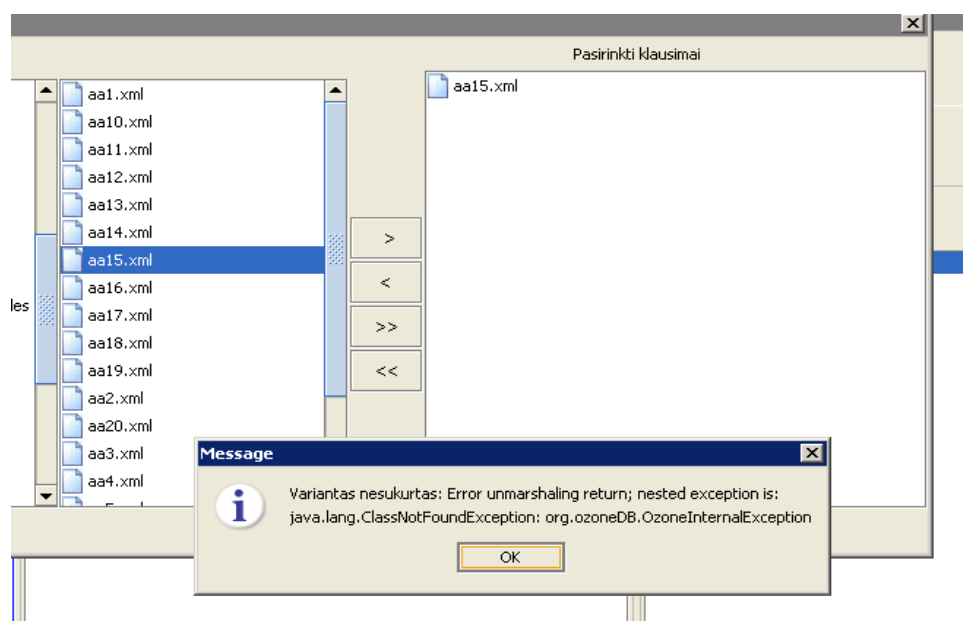 Pasirinkti klausimai
aa1.xml
aa10.xml
aa11.xml
aa12.xml
aa13.xml
aa14.xml
aa15.xml
aa16.xml
aa17.xml
aa18.xml
aa19.xml
aa2.xml
aa20.xml
aa3.xml
aa4.xml
les
>
<
>>
<<
aa15.xml
Message
Variantas nesukurtas: Error unmarshaling return; nested exception is:
java.lang.ClassNotFoundException: org.ozoneDB.OzoneInternalException
OK